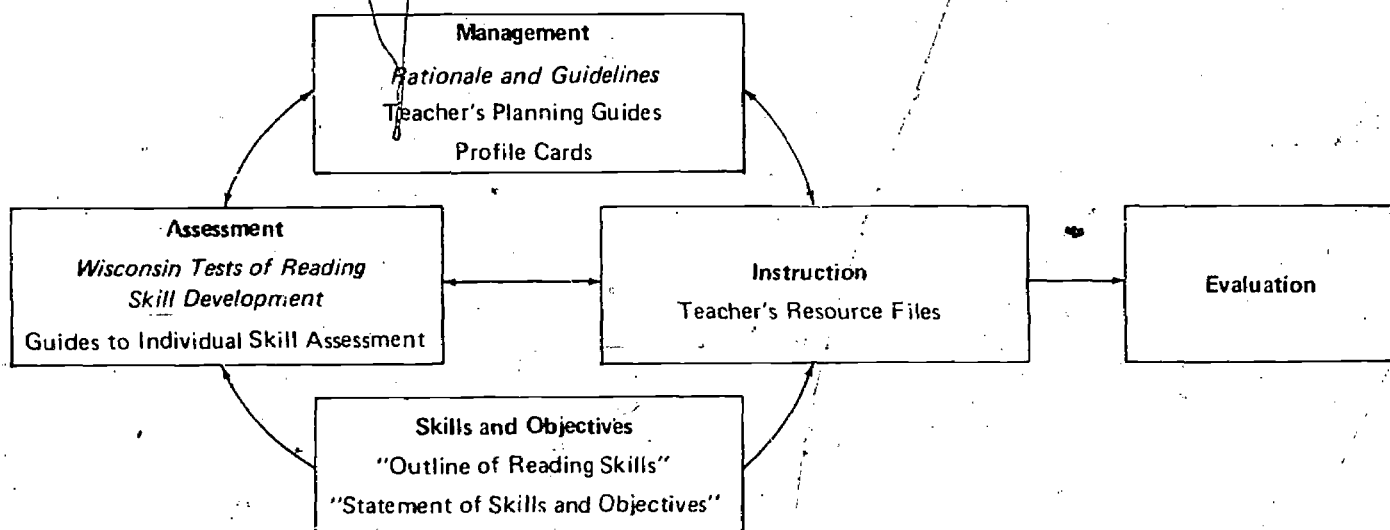 Management
Rationale and Guidelines
Teacher's Planning Guides
Profile Cards
Assessment
Wisconsin Tests of Reading
Skill Development
Guides to Individual Skill Assessment
Instruction
Teacher's Resource Files
Evaluation
Skills and Objectives
"Outline of Reading Skills"
"Statement of Skills and Objectives"